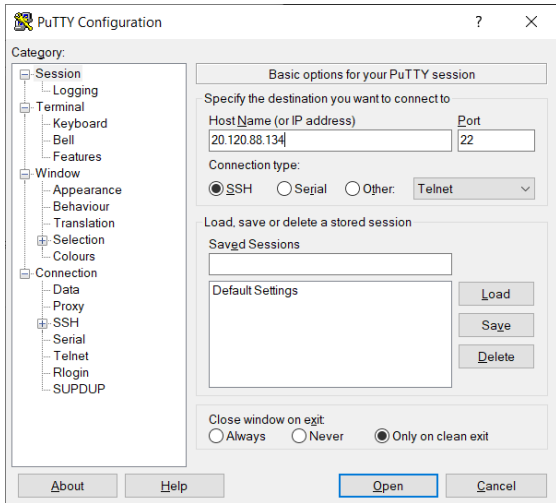 PuTTY Configuration
?
Category:
Session
Logging
Terminal
Keyboard
Bell
Features
Window
Appearance
Behaviour
Translation
Selection
Colours
Connection
Data
Proxy
SSH
Serial
Telnet
Rlogin
SUPDUP
Basic options for your PuTTY session
Specify the destination you want to connect to
Host Name (or IP address) Port
20.120.88.134 22
Connection type:
SSH Serial Other: Telnet
Load, save or delete a stored session
Saved Sessions
Default Settings
Load
Save
Delete
Close window on exit:
Always Never Only on clean exit
About Help Open Cancel